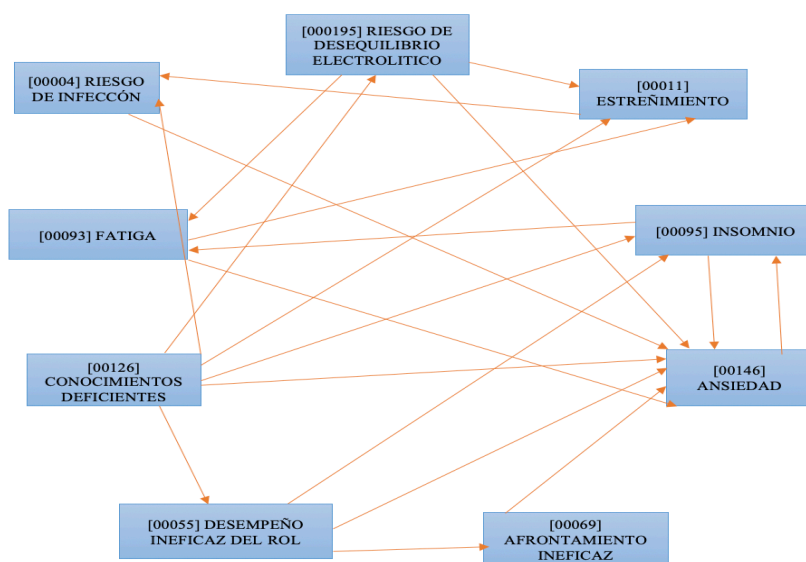 [000195] RIESGO DE
DESEQUILIBRIO
ELECTROLITICO
[00004] RIESGO
DE INFECCÓN
[00011]
ESTREÑIMIENTO
[00093] FATIGA
[00095] INSOMNIO
[00126]
CONOCIMIENTOS
DEFICIENTES
[00146]
ANSIEDAD
[00055] DESEMPEÑO
INEFICAZ DEL ROL
[00069]
AFRONTAMIENTO
INEFICAZ